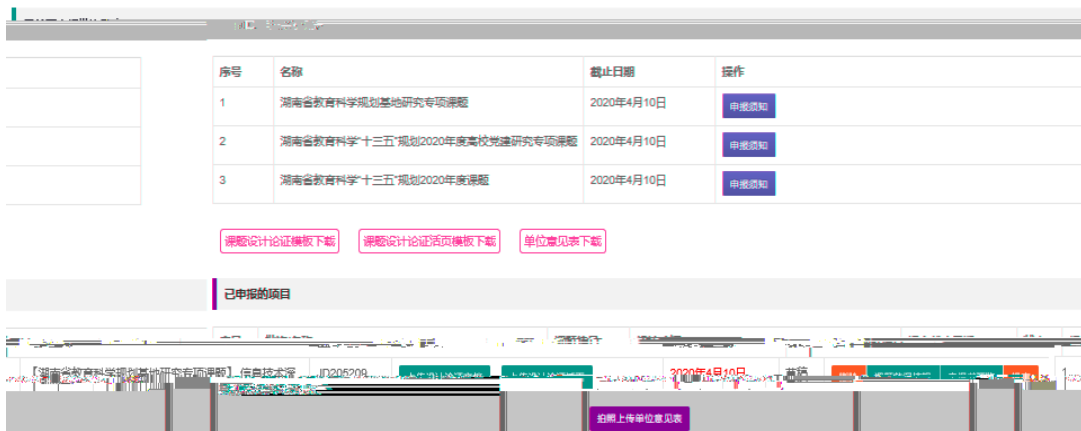 序号 名称 截止日期 操作
1 湖南省教育科学规划基地研究专项课题 2020年4月10日 申报须知
2 湖南省教育科学"十三五"规划2020年度高校党建研究专项课题 2020年4月10日 申报须知
3 湖南省教育科学"十三五"规划2020年度课题 2020年4月10日 申报须知
课题设计论证模板下载 课题设计论证活页模板下载 单位意见表下载
已申报的项目
【湖南省教育科学规划基地研究专项课题】 信息技术深 JD205209 2020年4月10日 草稿
拍照上传单位意见表